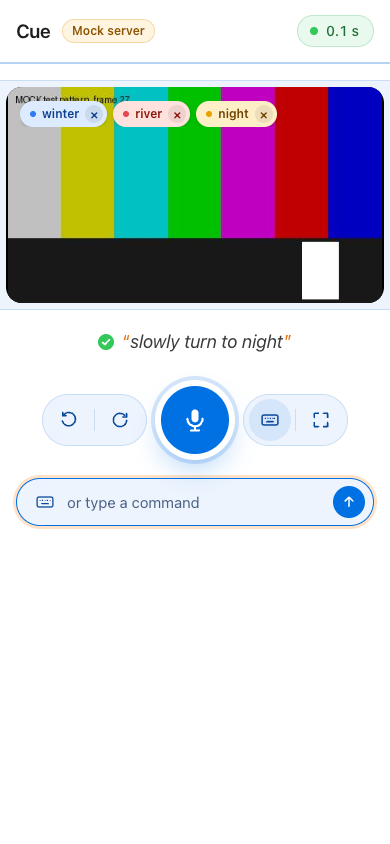 Cue Mock server 0.1 s
MOCK test pattern frame 27
winter × river × night ×
"slowly turn to night"
or type a command